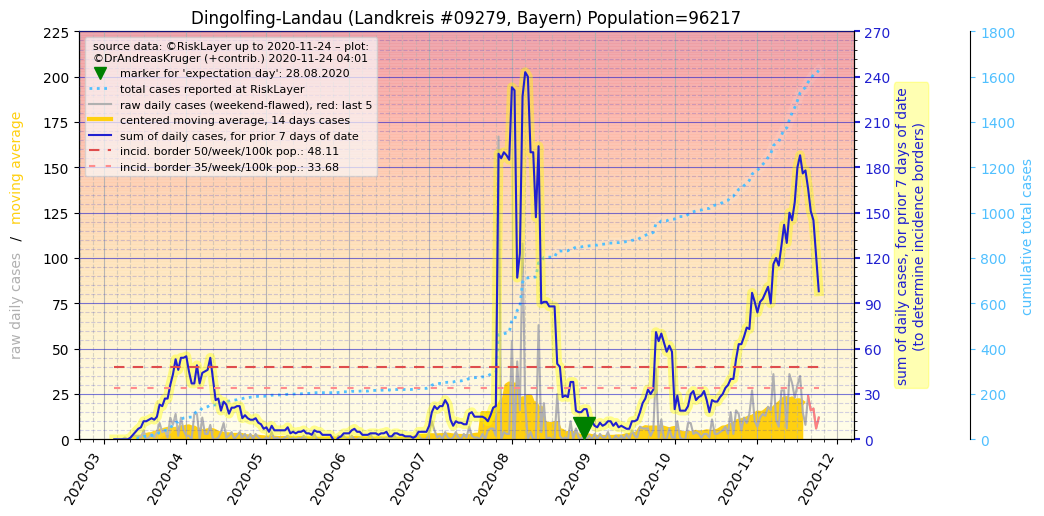 Dingolfing-Landau (Landkreis #09279, Bayern) Population=96217
source data: ©RiskLayer up to 2020-11-24 – plot:
©DrAndreasKruger (+contrib.) 2020-11-24 04:01
marker for 'expectation day': 28.08.2020
total cases reported at RiskLayer
raw daily cases (weekend-flawed), red: last 5
centered moving average, 14 days cases
sum of daily cases, for prior 7 days of date
incid. border 50/week/100k pop.: 48.11
incid. border 35/week/100k pop.: 33.68
raw daily cases / moving average
225
200
175
150
125
100
75
50
25
0
2020-03
2020-04
2020-05
2020-06
2020-07
2020-08
2020-09
2020-10
2020-11
2020-12
270
240
210
180
150
120
90
60
30
0
sum of daily cases, for prior 7 days of date
(to determine incidence borders)
1800
1600
1400
1200
1000
800
600
400
200
0
cumulative total cases